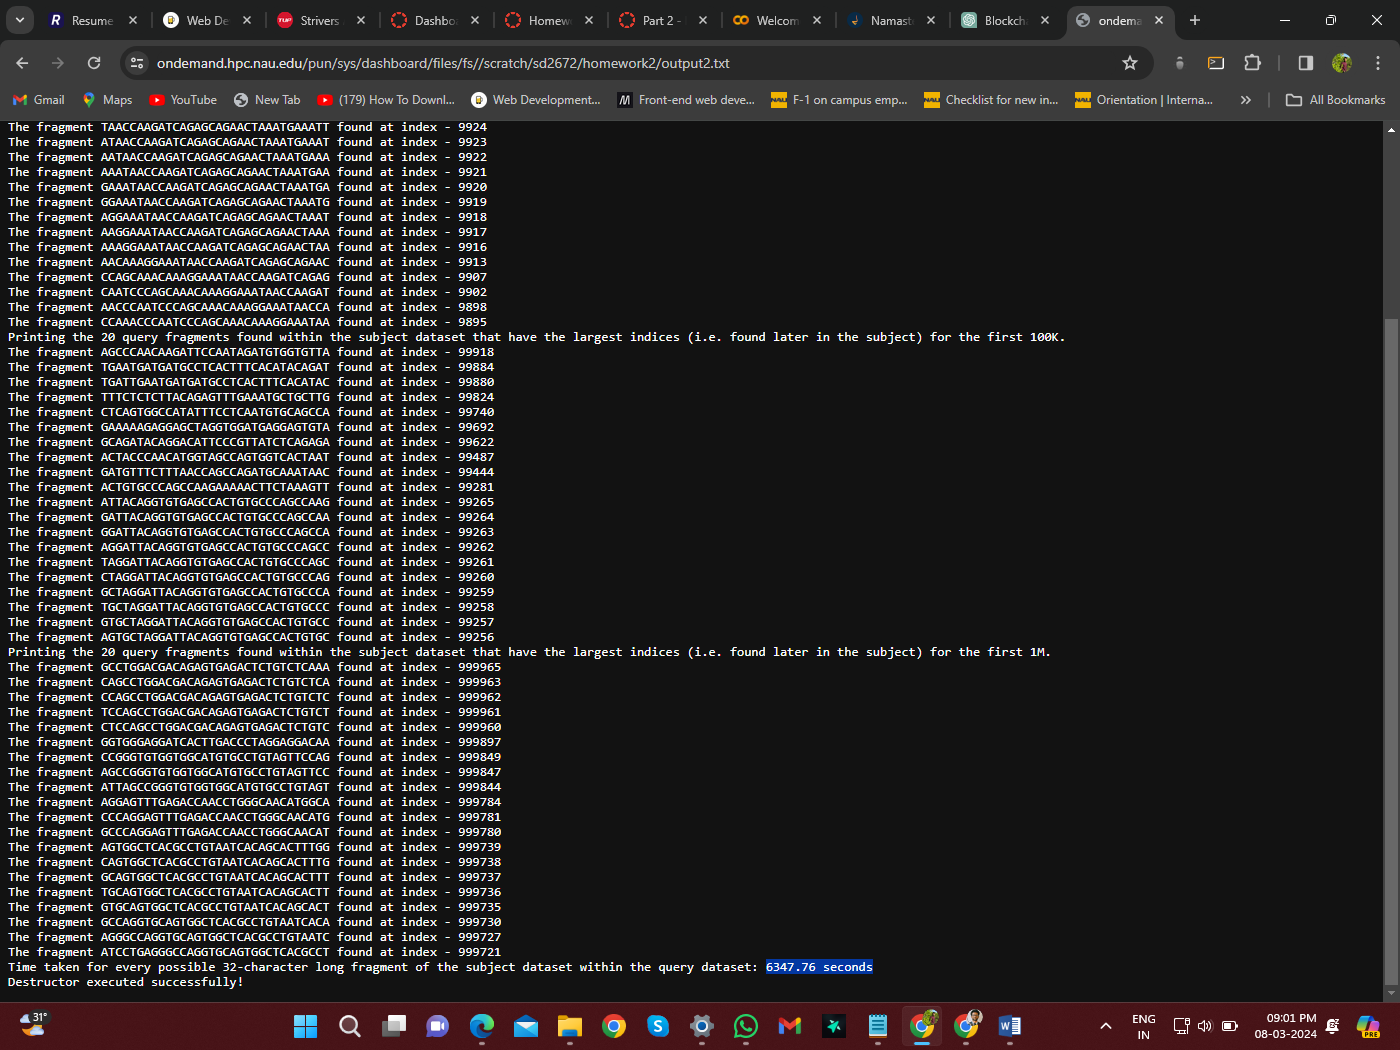 Resume
Web De
TUF
Strivers
Dashbo
Homew
Part 2 -
Welcom
Namast
Blockch
ondema
ondemand.hpc.nau.edu/pun/sys/dashboard/files/fs//scratch/sd2672/homework2/output2.txt
Gmail
Maps
YouTube
New Tab
(179) How To Downl...
Web Development...
Front-end web deve...
F-1 on campus emp...
Checklist for new in...
Orientation | Interna...
All Bookmarks
The fragment TAACCAAGATCAGAGCAGAACTAAATGAAATT found at index - 9924
The fragment ATAACCAAGATCAGAGCAGAACTAAATGAAAT found at index - 9923
The fragment AATAACCAAGATCAGAGCAGAACTAAATGAAA found at index - 9922
The fragment AAATAACCAAGATCAGAGCAGAACTAAATGAA found at index - 9921
The fragment GAAATAACCAAGATCAGAGCAGAACTAAATGA found at index - 9920
The fragment GGAAATAACCAAGATCAGAGCAGAACTAAATG found at index - 9919
The fragment AGGAAATAACCAAGATCAGAGCAGAACTAAAT found at index - 9918
The fragment AAGGAAATAACCAAGATCAGAGCAGAACTAAA found at index - 9917
The fragment AAAGGAAATAACCAAGATCAGAGCAGAACTAA found at index - 9916
The fragment AACAAAGGAAATAACCAAGATCAGAGCAGAAC found at index - 9913
The fragment CCAGCAAACAAAGGAAATAACCAAGATCAGAG found at index - 9907
The fragment CAATCCCAGCAAACAAAGGAAATAACCAAGAT found at index - 9902
The fragment AACCCAATCCCAGCAAACAAAGGAAATAACCA found at index - 9898
The fragment CCAAACCCAATCCCAGCAAACAAAGGAAATAA found at index - 9895
Printing the 20 query fragments found within the subject dataset that have the largest indices (i.e. found later in the subject) for the first 100K.
The fragment AGCCCAACAAGATTCCAATAGATGTGGTGTTA found at index - 99918
The fragment TGAATGATGATGCCTCACTTTCACATACAGAT found at index - 99884
The fragment TGATTGAATGATGATGCCTCACTTTCACATAC found at index - 99880
The fragment TTTCTCTCTTACAGAGTTTGAAATGCTGCTTG found at index - 99824
The fragment CTCAGTGGCCATATTTCCTCAATGTGCAGCCA found at index - 99740
The fragment GAAAAAGAGGAGCTAGGTGGATGAGGAGTGTA found at index - 99692
The fragment GCAGATACAGGACATTCCCGTTATCTCAGAGA found at index - 99622
The fragment ACTACCCAACATGGTAGCCAGTGGTCACTAAT found at index - 99487
The fragment GATGTTTCTTTAACCAGCCAGATGCAAATAAC found at index - 99444
The fragment ACTGTGCCCAGCCAAGAAAAACTTCTAAAGTT found at index - 99281
The fragment ATTACAGGTGTGAGCCACTGTGCCCAGCCAAG found at index - 99265
The fragment GATTACAGGTGTGAGCCACTGTGCCCAGCCAA found at index - 99264
The fragment GGATTACAGGTGTGAGCCACTGTGCCCAGCCA found at index - 99263
The fragment AGGATTACAGGTGTGAGCCACTGTGCCCAGCC found at index - 99262
The fragment TAGGATTACAGGTGTGAGCCACTGTGCCCAGC found at index - 99261
The fragment CTAGGATTACAGGTGTGAGCCACTGTGCCCAG found at index - 99260
The fragment GCTAGGATTACAGGTGTGAGCCACTGTGCCCA found at index - 99259
The fragment TGCTAGGATTACAGGTGTGAGCCACTGTGCCC found at index - 99258
The fragment GTGCTAGGATTACAGGTGTGAGCCACTGTGCC found at index - 99257
The fragment AGTGCTAGGATTACAGGTGTGAGCCACTGTGC found at index - 99256
Printing the 20 query fragments found within the subject dataset that have the largest indices (i.e. found later in the subject) for the first 1M.
The fragment GCCTGGACGACAGAGTGAGACTCTGTCTCAAA found at index - 999965
The fragment CAGCCTGGACGACAGAGTGAGACTCTGTCTCA found at index - 999963
The fragment CCAGCCTGGACGACAGAGTGAGACTCTGTCTC found at index - 999962
The fragment TCCAGCCTGGACGACAGAGTGAGACTCTGTCT found at index - 999961
The fragment CTCCAGCCTGGACGACAGAGTGAGACTCTGTC found at index - 999960
The fragment GGTGGGAGGATCACTTGACCCTAGGAGGACAA found at index - 999897
The fragment CCGGGTGTGGTGGCATGTGCCTGTAGTTCCAG found at index - 999849
The fragment AGCCGGGTGTGGTGGCATGTGCCTGTAGTTCC found at index - 999847
The fragment ATTAGCCGGGTGTGGTGGCATGTGCCTGTAGT found at index - 999844
The fragment AGGAGTTTGAGACCAACCTGGGCAACATGGCA found at index - 999784
The fragment CCCAGGAGTTTGAGACCAACCTGGGCAACATG found at index - 999781
The fragment GCCCAGGAGTTTGAGACCAACCTGGGCAACAT found at index - 999780
The fragment AGTGGCTCACGCCTGTAATCACAGCACTTTGG found at index - 999739
The fragment CAGTGGCTCACGCCTGTAATCACAGCACTTTG found at index - 999738
The fragment GCAGTGGCTCACGCCTGTAATCACAGCACTTT found at index - 999737
The fragment TGCAGTGGCTCACGCCTGTAATCACAGCACTT found at index - 999736
The fragment GTGCAGTGGCTCACGCCTGTAATCACAGCACT found at index - 999735
The fragment GCCAGGTGCAGTGGCTCACGCCTGTAATCACA found at index - 999730
The fragment AGGGCCAGGTGCAGTGGCTCACGCCTGTAATC found at index - 999727
The fragment ATCCTGAGGGCCAGGTGCAGTGGCTCACGCCT found at index - 999721
Time taken for every possible 32-character long fragment of the subject dataset within the query dataset: 6347.76 seconds
Destructor executed successfully!
31°
ENG
IN
09:01 PM
08-03-2024